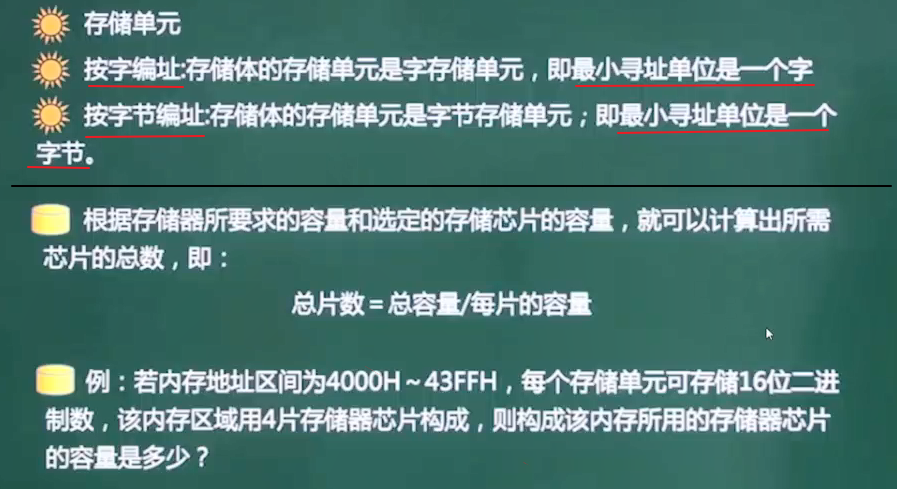 存储单元
按字编址:存储体的存储单元是字存储单元，即最小寻址单位是一个字
按字节编址:存储体的存储单元是字节存储单元；即最小寻址单位是一个
字节。
根据存储器所要求的容量和选定的存储芯片的容量，就可以计算出所需
芯片的总数，即：
总片数＝总容量/每片的容量
例：若内存地址区间为4000H～43FFH，每个存储单元可存储16位二进
制数，该内存区域用4片存储器芯片构成，则构成该内存所用的存储器芯片
的容量是多少？